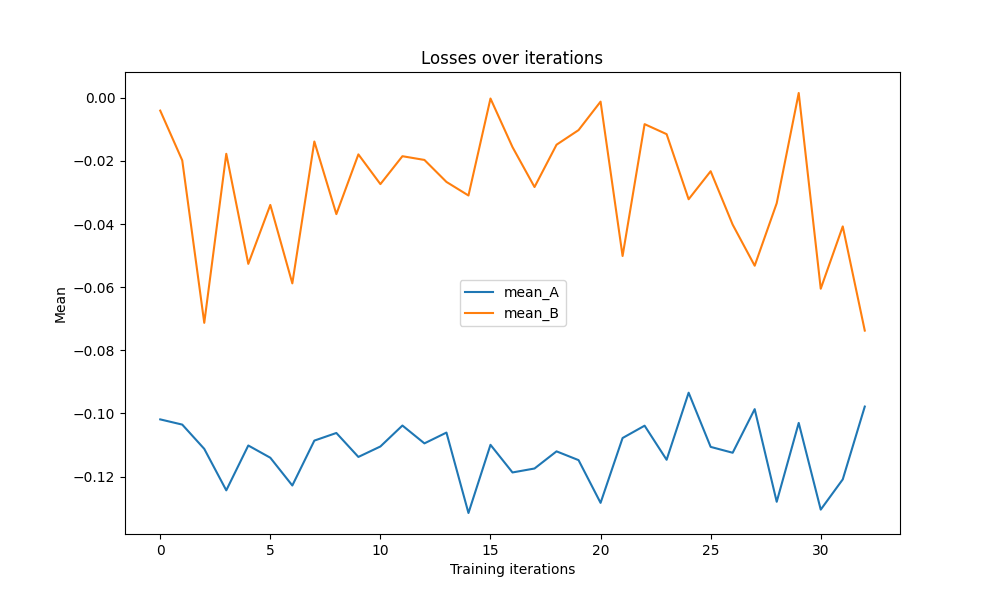 Losses over iterations
Mean
0.00
−0.02
−0.04
−0.06
−0.08
−0.10
−0.12
mean_A
mean_B
0 5 10 15 20 25 30
Training iterations